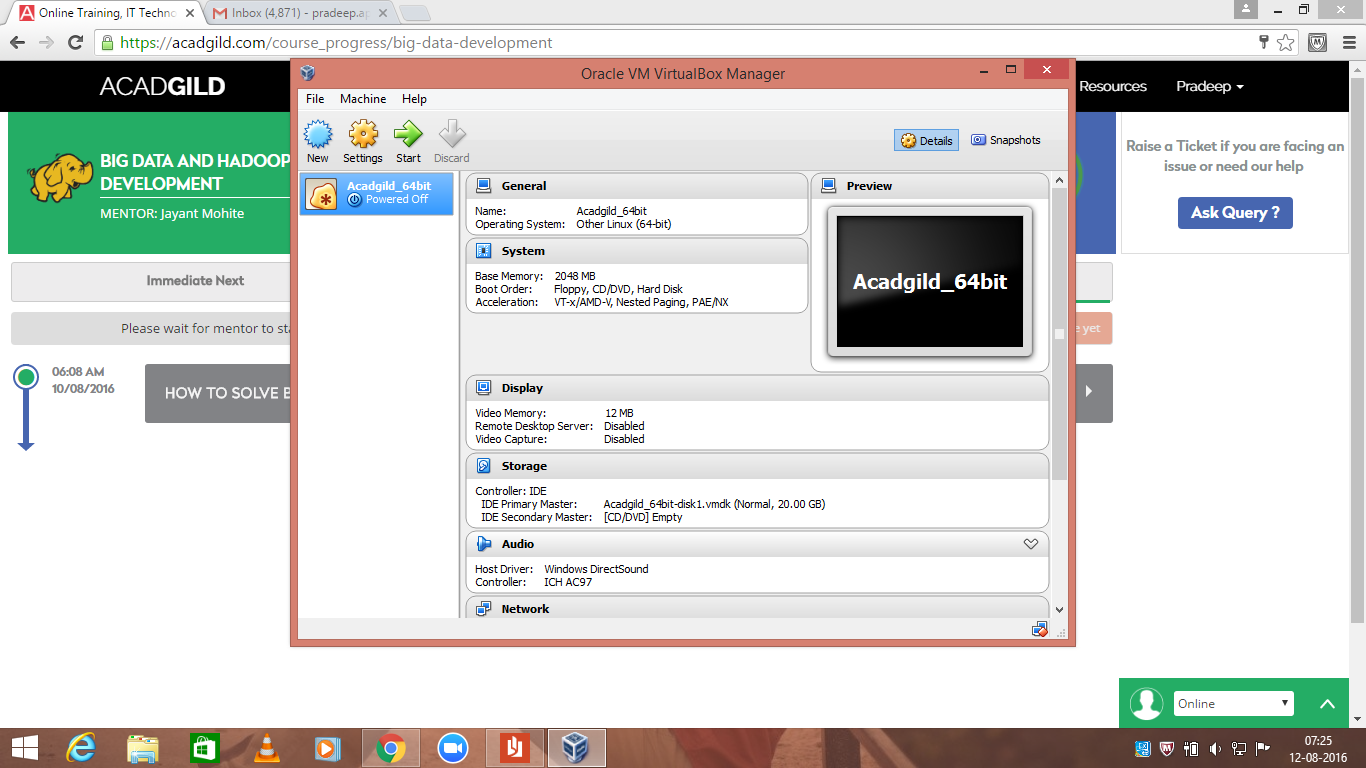 Online Training, IT Techno
Inbox (4,871) - pradeep.ap
https://acadgild.com/course_progress/big-data-development
ACADGILD
Resources
Pradeep
BIG DATA AND HADOOP
DEVELOPMENT
MENTOR: Jayant Mohite
Raise a Ticket if you are facing an
issue or need our help
Ask Query ?
Immediate Next
Please wait for mentor to sta
e yet
06:08 AM
10/08/2016
HOW TO SOLVE B
Oracle VM VirtualBox Manager
File Machine Help
New Settings Start Discard
Details Snapshots
Acadgild_64bit
Powered Off
General
Name: Acadgild_64bit
Operating System: Other Linux (64-bit)
System
Base Memory: 2048 MB
Boot Order: Floppy, CD/DVD, Hard Disk
Acceleration: VT-x/AMD-V, Nested Paging, PAE/NX
Preview
Acadgild_64bit
Display
Video Memory: 12 MB
Remote Desktop Server: Disabled
Video Capture: Disabled
Storage
Controller: IDE
IDE Primary Master: Acadgild_64bit-disk1.vmdk (Normal, 20.00 GB)
IDE Secondary Master: [CD/DVD] Empty
Audio
Host Driver: Windows DirectSound
Controller: ICH AC97
Network
Online
07:25
12-08-2016